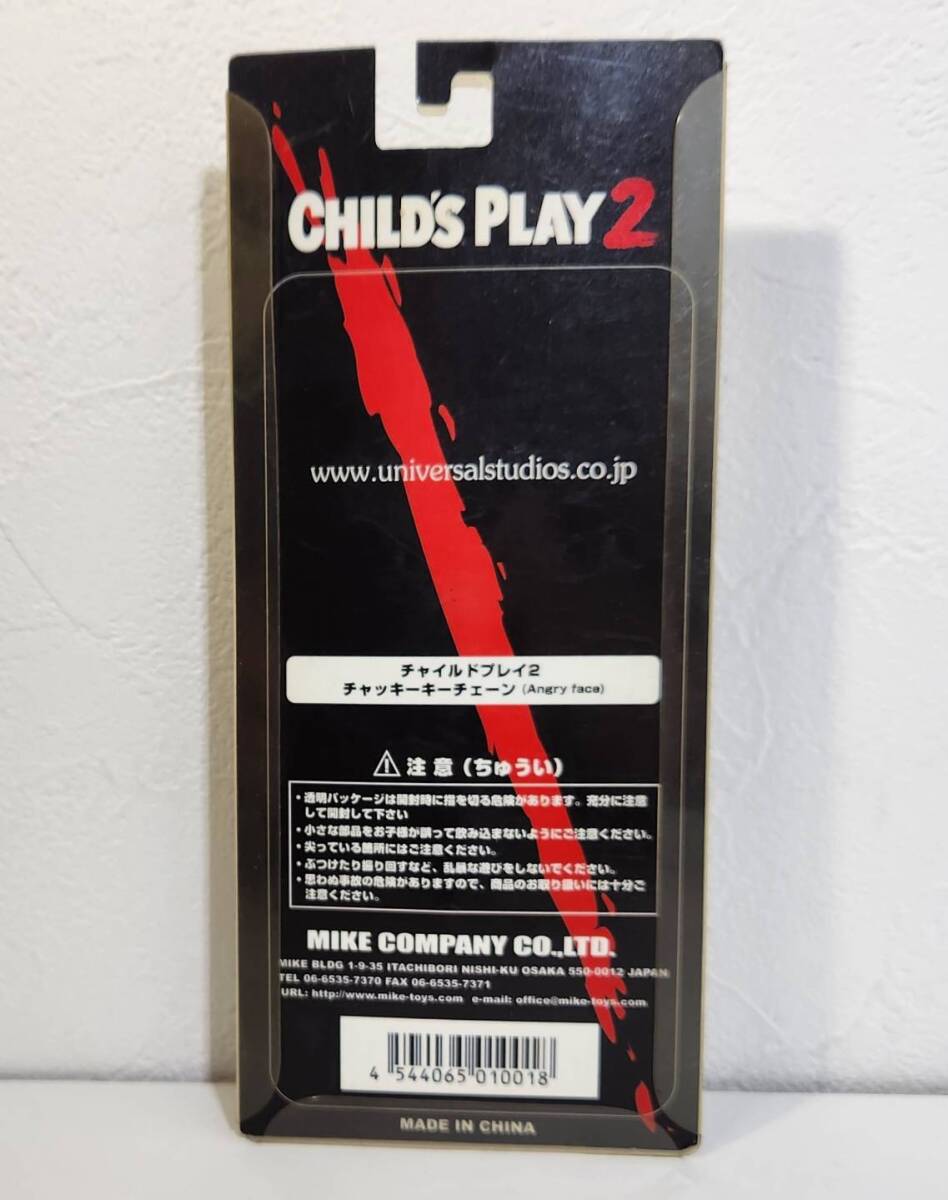 CHILD'S PLAY 2
www.universalstudios.co.jp
チャイルドプレイ2
チャッキーキーチェーン (Angry face)
⚠ 注意(ちゅうい)
・透明パッケージは開封時に指を切る危険があります。充分に注意
して開封して下さい
・小さな部品をお子様が誤って飲み込まないようにご注意ください。
・尖っている箇所にはご注意ください。
・ぶつけたり振り回すなど、乱暴な遊びをしないでください。
・思わぬ事故の危険がありますので、商品のお取り扱いには十分ご
注意ください。
MIKE COMPANY CO.,LTD.
MIKE BLDG 1-9-35 ITACHIBORI NISHI-KU OSAKA 550-0012 JAPAN
TEL 06-6535-7370 FAX 06-6535-7371
URL: http://www.mike-toys.com e-mail: office@mike-toys.com
4 544065 010018
MADE IN CHINA